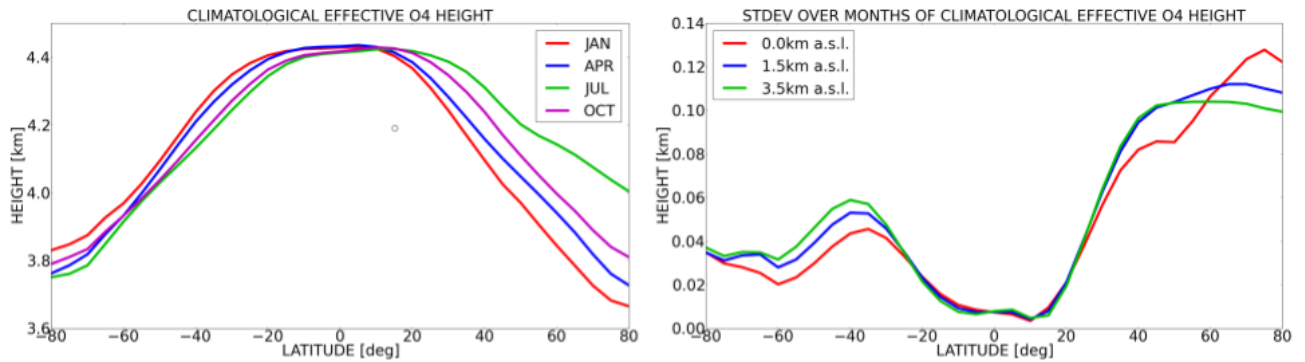 CLIMATOLOGICAL EFFECTIVE O4 HEIGHT
4.4
4.2
4.0
3.8
3.6
HEIGHT [km]
JAN
APR
JUL
OCT
−80 −60 −40 −20 0 20 40 60 80
LATITUDE [deg]
STDEV OVER MONTHS OF CLIMATOLOGICAL EFFECTIVE O4 HEIGHT
0.14
0.12
0.10
0.08
0.06
0.04
0.02
0.00
HEIGHT [km]
0.0km a.s.l.
1.5km a.s.l.
3.5km a.s.l.
−80 −60 −40 −20 0 20 40 60 80
LATITUDE [deg]